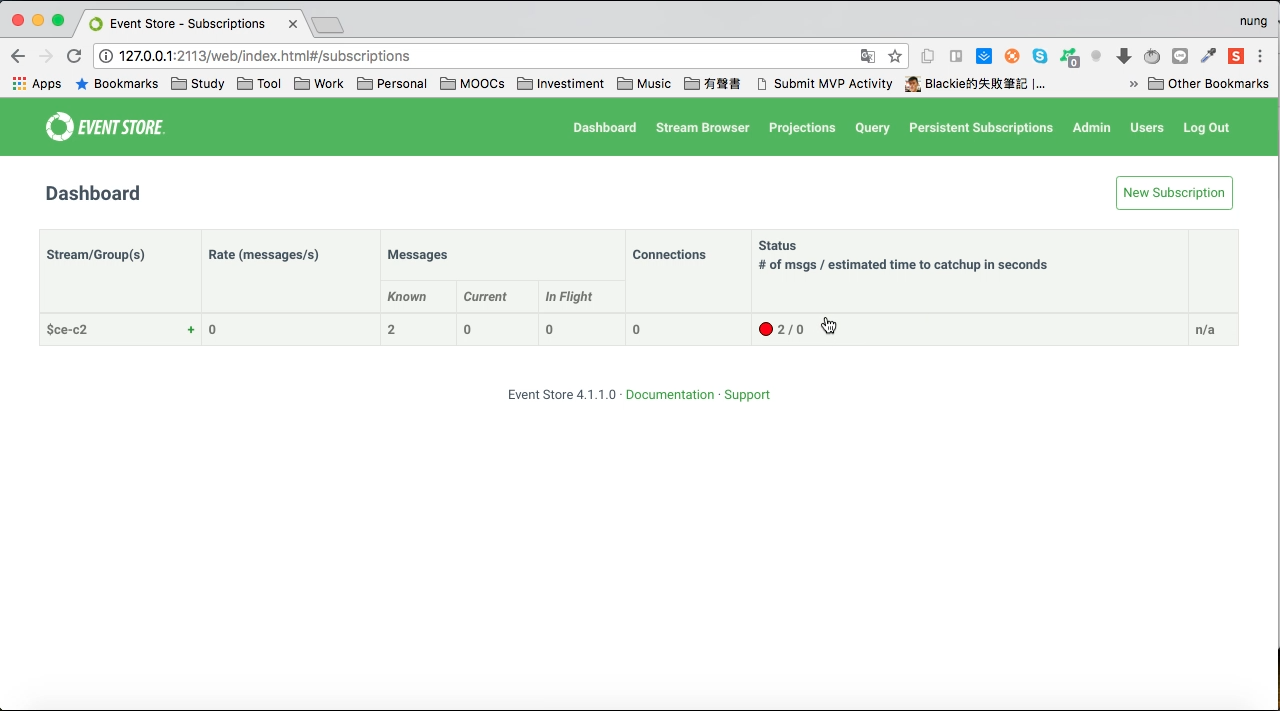 Event Store - Subscriptions
nung
127.0.0.1:2113/web/index.html#/subscriptions
Apps Bookmarks Study Tool Work Personal MOOCs Investiment Music 有聲書 Submit MVP Activity Blackie的失敗筆記 |... » Other Bookmarks
EVENT STORE Dashboard Stream Browser Projections Query Persistent Subscriptions Admin Users Log Out
Dashboard New Subscription
Stream/Group(s) Rate (messages/s) Messages Connections Status
# of msgs / estimated time to catchup in seconds
Known Current In Flight
$ce-c2 + 0 2 0 0 0 2 / 0 n/a
Event Store 4.1.1.0 · Documentation · Support